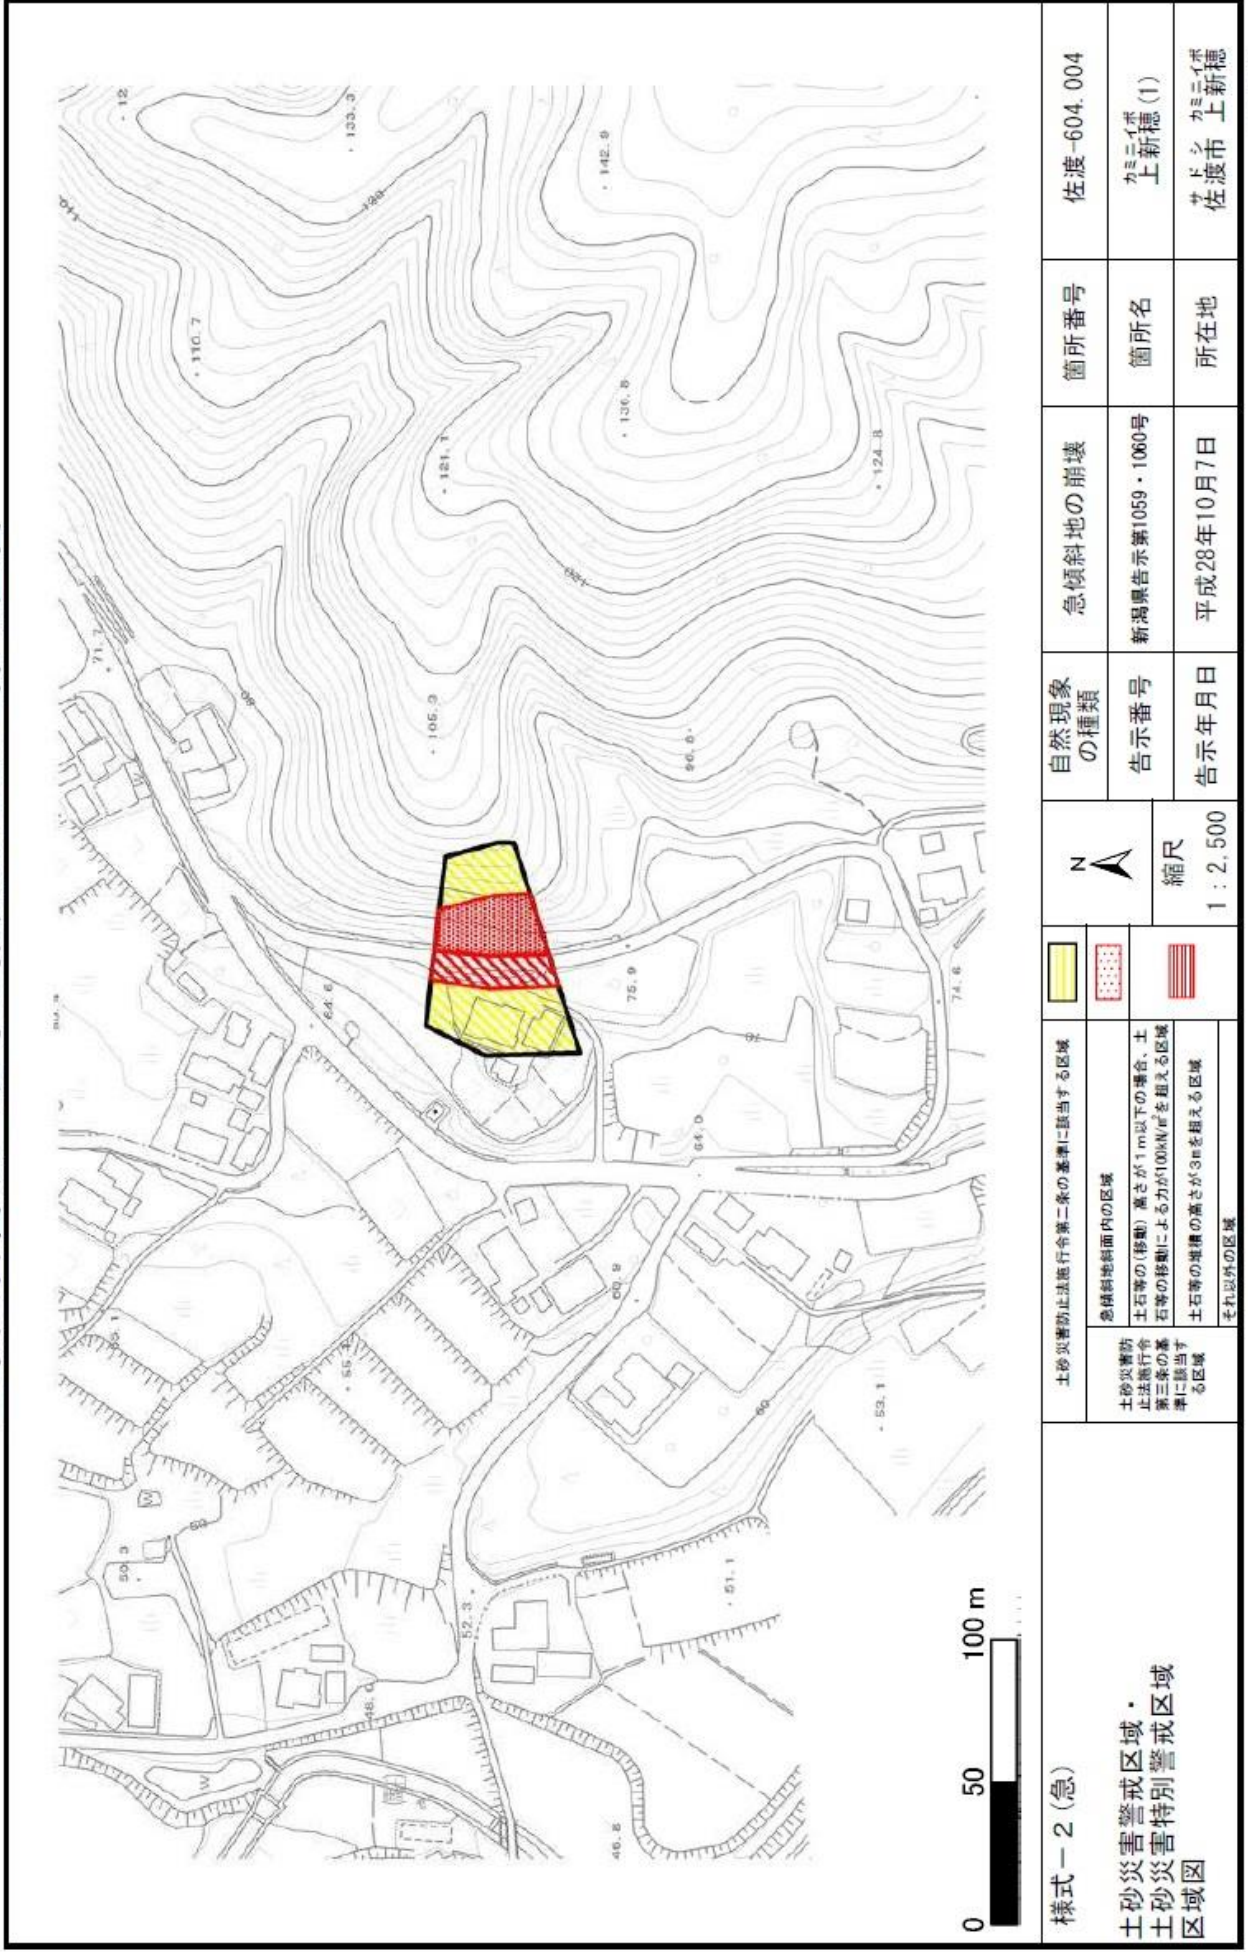 133.3
110.7
142.9
121.1
136.8
124.8
120
105.3
96.8
71.7
80
64.6
75.9
74.6
70
64.0
60.9
60
53.1
55.4
50.3
52.3
51.1
46.8
W
W
0 50 100 m
様式－２(急)
土砂災害警戒区域・
土砂災害特別警戒区域
区域図
土砂災害防止法施行令第二条の基準に該当する区域
土砂災害防
止法施行令
第三条の基
準に該当す
る区域
急傾斜地斜面内の区域
土石等の(移動)高さが１ｍ以下の場合、土
石等の移動による力が100kN/㎡を超える区域
土石等の堆積の高さが３ｍを超える区域
それ以外の区域
N
縮尺
1：2,500
自然現象
の種類
急傾斜地の崩壊
告示番号
新潟県告示第1059・1060号
告示年月日
平成28年10月7日
箇所番号
佐渡-604.004
箇所名
カミニイボ
上新穂(1)
所在地
サドシ カミニイボ
佐渡市 上新穂